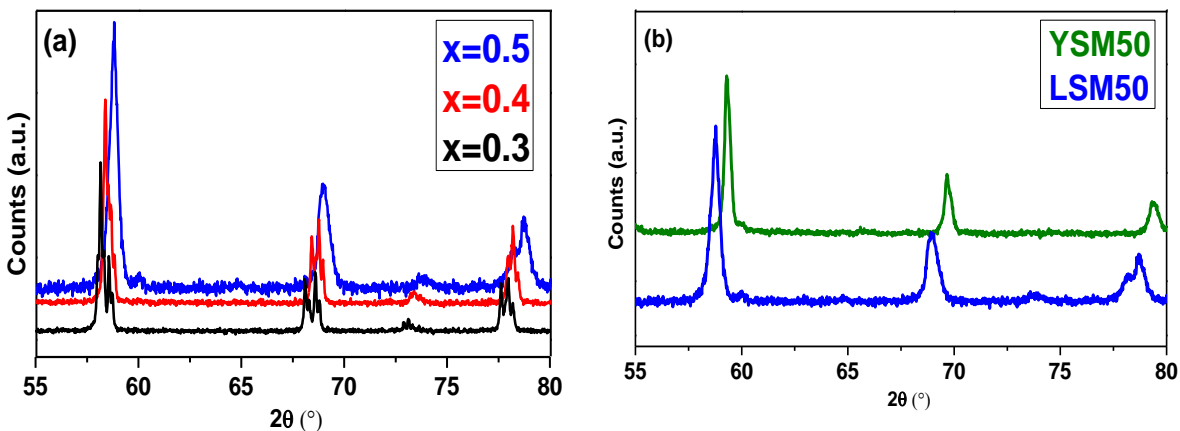 (a)
x=0.5
x=0.4
x=0.3
Counts (a.u.)
55 60 65 70 75 80
2θ (°)
(b)
YSM50
LSM50
Counts (a.u.)
55 60 65 70 75 80
2θ (°)